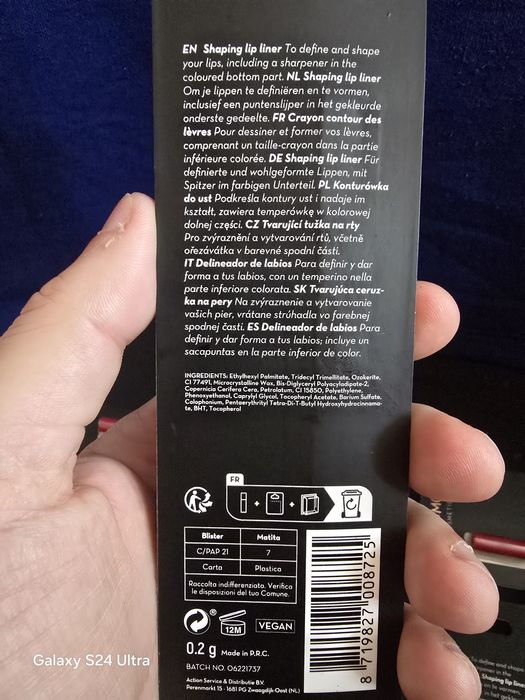 EN Shaping lip liner To define and shape
your lips, including a sharpener in the
coloured bottom part. NL Shaping lip liner
Om je lippen te definiëren en te vormen,
inclusief een puntenslijper in het gekleurde
onderste gedeelte. FR Crayon contour des
lèvres Pour dessiner et former vos lèvres,
comprenant un taille-crayon dans la partie
inférieure colorée. DE Shaping lip liner Für
definierte und wohlgeformte Lippen, mit
Spitzer im farbigen Unterteil. PL Konturówka
do ust Podkreśla kontury ust i nadaje im
kształt, zawiera temperówkę w kolorowej
dolnej części. CZ Tvarující tužka na rty
Pro zvýraznění a vytvarování rtů, včetně
ořezávátka v barevné spodní části.
IT Delineador de labios Para definir y dar
forma a tus labios, con un temperino nella
parte inferiore colorata. SK Tvarujúca ceruz-
ka na pery Na zvýraznenie a vytvarovanie
vašich pier, vrátane strúhadla vo farebnej
spodnej časti. ES Delineador de labios Para
definir y dar forma a tus labios; incluye un
sacapuntas en la parte inferior de color.
INGREDIENTS: Ethylhexyl Palmitate, Tridecyl Trimellitate, Ozokerite,
CI 77491, Microcrystalline Wax, Bis-Diglyceryl Polyacyladipate-2,
Copernicia Cerifera Cera, Petrolatum, CI 15850, Polyethylene,
Phenoxyethanol, Caprylyl Glycol, Tocopheryl Acetate, Barium Sulfate,
Colophonium, Pentaerythrityl Tetra-Di-T-Butyl Hydroxyhydrocinnama-
te, BHT, Tocopherol
FR
Blister Matita
C/PAP 21 7
Carta Plastica
Raccolta indifferenziata. Verifica
le disposizioni del tuo Comune.
12M
VEGAN
0.2 g Made in P.R.C.
BATCH NO. 06221737
Action Service & Distributie BV.
Perenmarkt 15 - 1681 PG Zwaagdijk-Oost (NL)
8 719827 008725
To define and
Shaping lip
Galaxy S24 Ultra